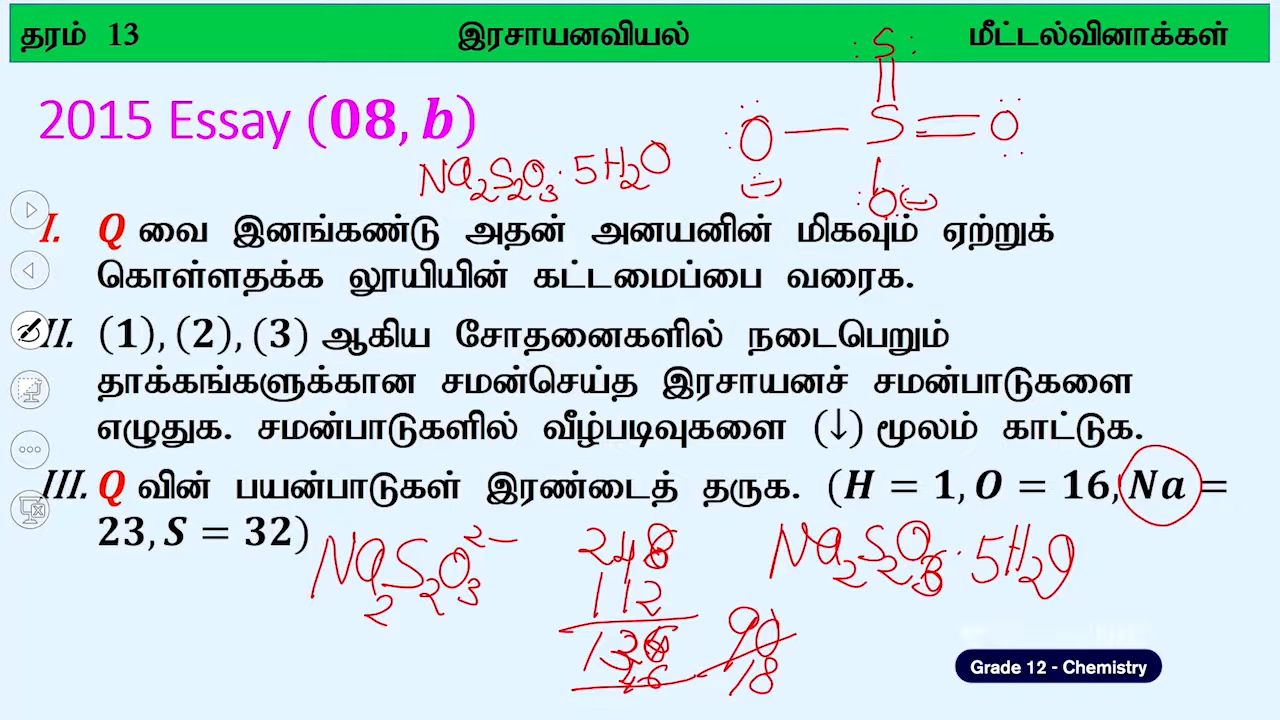 தரம் 13 இரசாயனவியல் மீட்டல்வினாக்கள்
2015 Essay (08, b)
Na₂S₂O₃·5H₂O
S
O S O
O
I. Q வை இனங்கண்டு அதன் அனயனின் மிகவும் ஏற்றுக்
கொள்ளதக்க லூயியின் கட்டமைப்பை வரைக.
II. (1), (2), (3) ஆகிய சோதனைகளில் நடைபெறும்
தாக்கங்களுக்கான சமன்செய்த இரசாயனச் சமன்பாடுகளை
எழுதுக. சமன்பாடுகளில் வீழ்படிவுகளை (↓) மூலம் காட்டுக.
III. Q வின் பயன்பாடுகள் இரண்டைத் தருக. (H = 1, O = 16, Na =
23, S = 32)
Na₂S₂O₃²⁻ 248 Na₂S₂O₃·5H₂O
112
90
46 18
Grade 12 - Chemistry